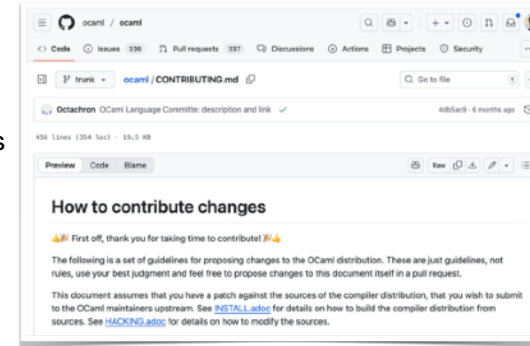 s
ocaml / ocaml
Code Issues 336 Pull requests 337 Discussions Actions Projects Security
trunk ocaml / CONTRIBUTING.md Go to file t
Octachron OCaml Language Committe: description and link 4db5ac9 · 6 months ago
456 lines (354 loc) · 19.5 KB
Preview Code Blame Raw
How to contribute changes
👍🎉 First off, thank you for taking time to contribute! 🎉👍
The following is a set of guidelines for proposing changes to the OCaml distribution. These are just guidelines, not
rules, use your best judgment and feel free to propose changes to this document itself in a pull request.
This document assumes that you have a patch against the sources of the compiler distribution, that you wish to submit
to the OCaml maintainers upstream. See INSTALL.adoc for details on how to build the compiler distribution from
sources. See HACKING.adoc for details on how to modify the sources.